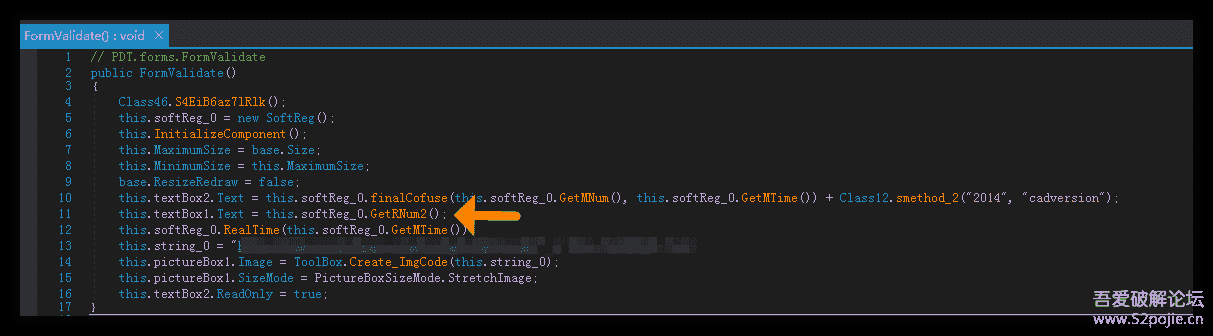 FormValidate() : void ×
1 // PDT.forms.FormValidate
2 public FormValidate()
3 {
4 Class46.S4EiB6az7lRlk();
5 this.softReg_0 = new SoftReg();
6 this.InitializeComponent();
7 this.MaximumSize = base.Size;
8 this.MinimumSize = this.MaximumSize;
9 base.ResizeRedraw = false;
10 this.textBox2.Text = this.softReg_0.finalCofuse(this.softReg_0.GetMNum(), this.softReg_0.GetMTime()) + Class12.smethod_2("2014", "cadversion");
11 this.textBox1.Text = this.softReg_0.GetRNum2();
12 this.softReg_0.RealTime(this.softReg_0.GetMTime())
13 this.string_0 = "
14 this.pictureBox1.Image = ToolBox.Create_ImgCode(this.string_0);
15 this.pictureBox1.SizeMode = PictureBoxSizeMode.StretchImage;
16 this.textBox2.ReadOnly = true;
17 }
吾爱破解论坛
www.52pojie.cn